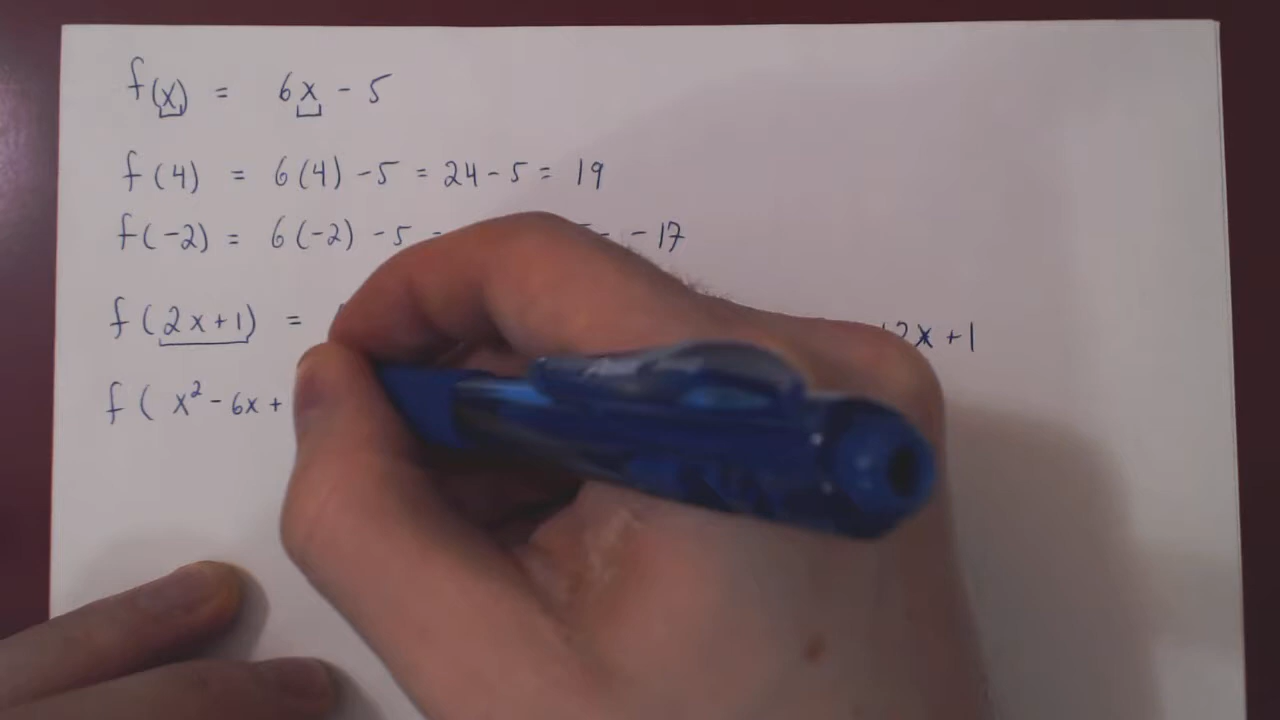 f(x) = 6x - 5
f(4) = 6(4) - 5 = 24 - 5 = 19
f(-2) = 6(-2) - 5 - 17
f(2x+1) = 2x + 1
f( x² - 6x +